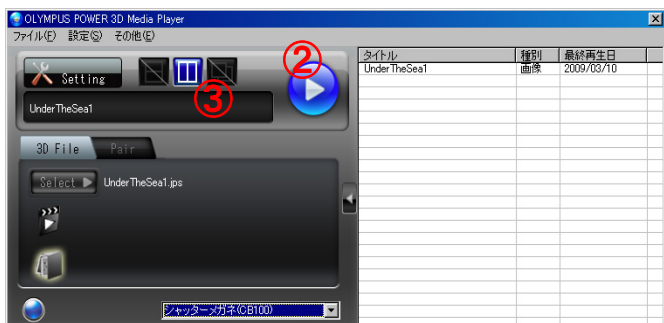 OLYMPUS POWER 3D Media Player
ファイル(F) 設定(S) その他(E)
Setting
②
③
UnderTheSea1
3D File Pair
Select UnderTheSea1.jps
シャッターメガネ(CB100)
タイトル 種別 最終再生日
UnderTheSea1 画像 2009/03/10